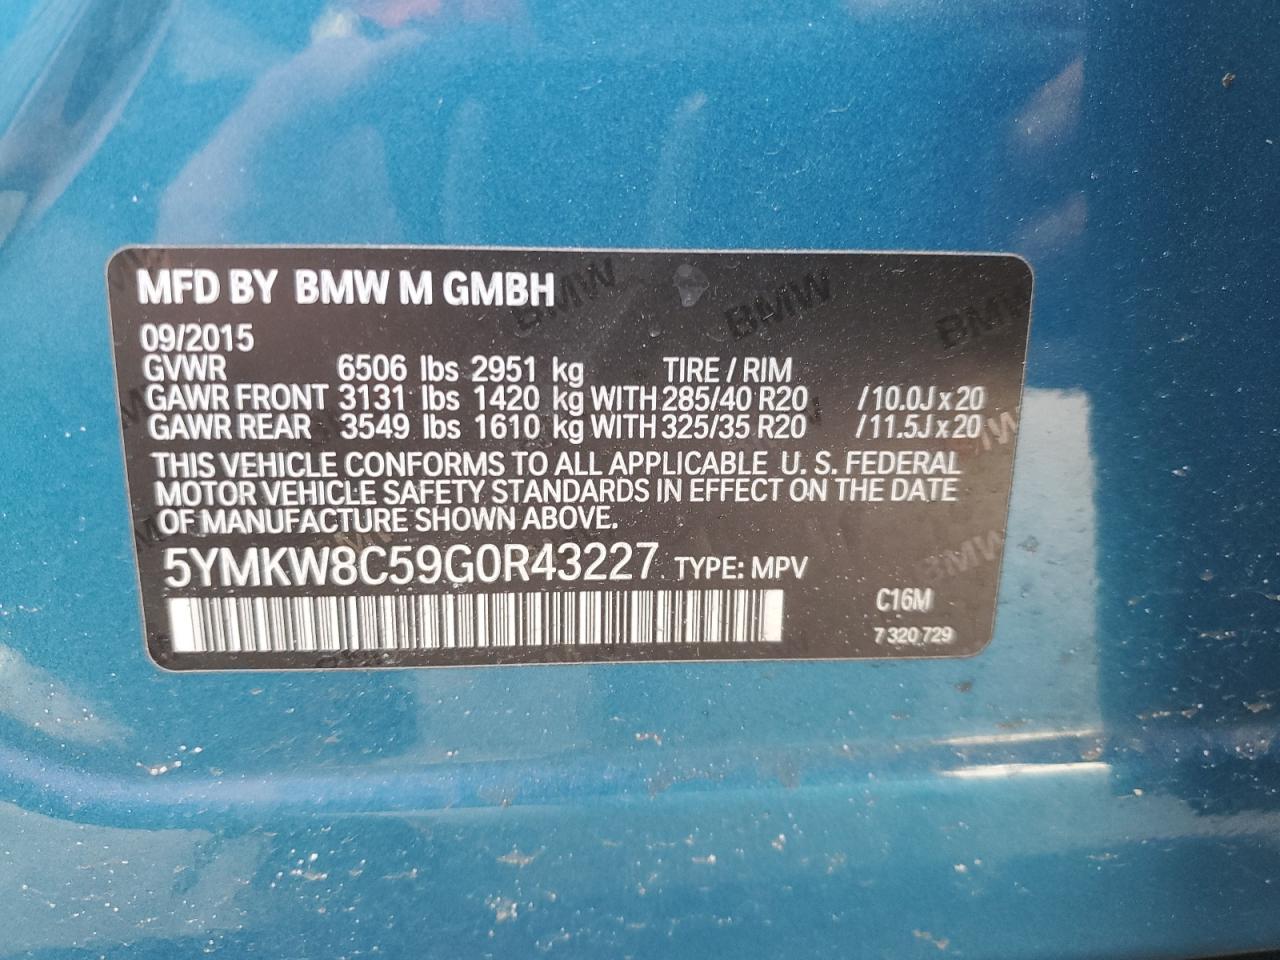 MFD BY BMW M GMBH
09/2015
GVWR 6506 lbs 2951 kg TIRE / RIM
GAWR FRONT 3131 lbs 1420 kg WITH 285/40 R20 /10.0J x 20
GAWR REAR 3549 lbs 1610 kg WITH 325/35 R20 /11.5J x 20
THIS VEHICLE CONFORMS TO ALL APPLICABLE U. S. FEDERAL
MOTOR VEHICLE SAFETY STANDARDS IN EFFECT ON THE DATE
OF MANUFACTURE SHOWN ABOVE.
5YMKW8C59G0R43227 TYPE: MPV
C16M
7 320 729